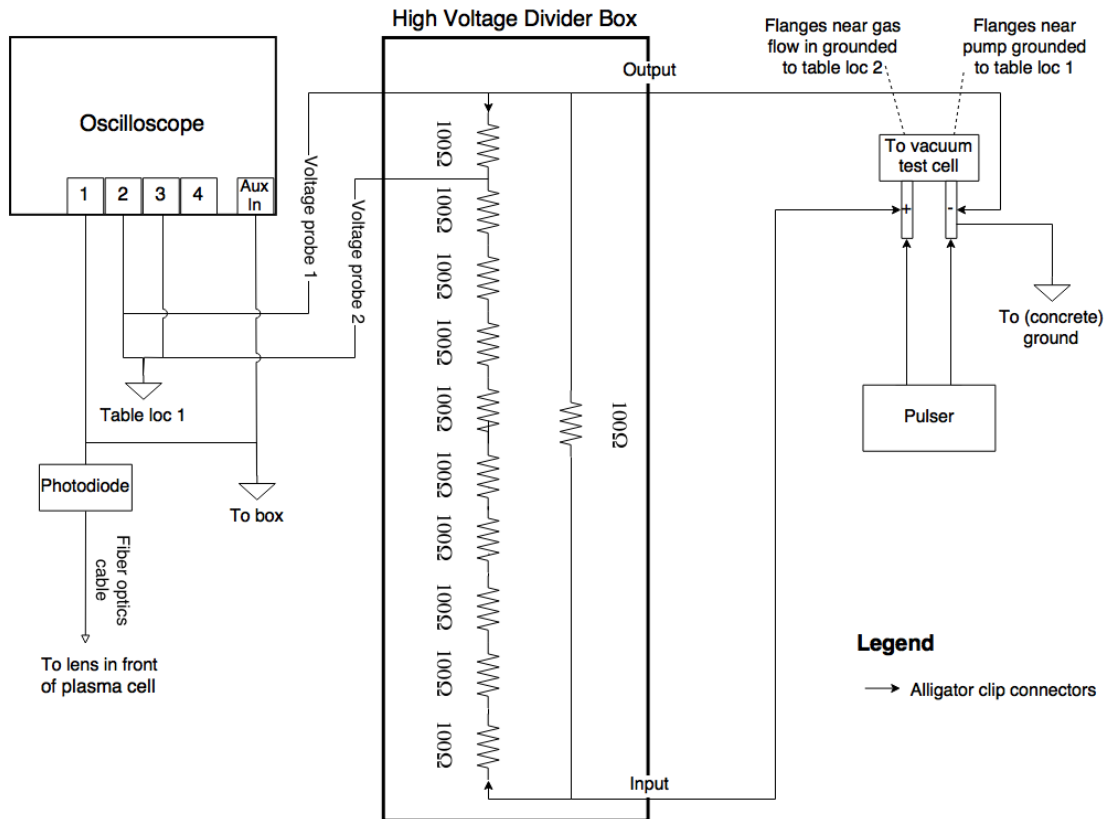 High Voltage Divider Box
Flanges near gas
flow in grounded
to table loc 2
Flanges near
pump grounded
to table loc 1
Output
Oscilloscope
1
2
3
4
Aux
In
Voltage probe 1
Voltage probe 2
100Ω
100Ω
100Ω
100Ω
100Ω
100Ω
100Ω
100Ω
100Ω
100Ω
100Ω
To vacuum
test cell
+
-
To (concrete)
ground
Pulser
Table loc 1
Photodiode
To box
Fiber optics
cable
To lens in front
of plasma cell
Input
Legend
Alligator clip connectors